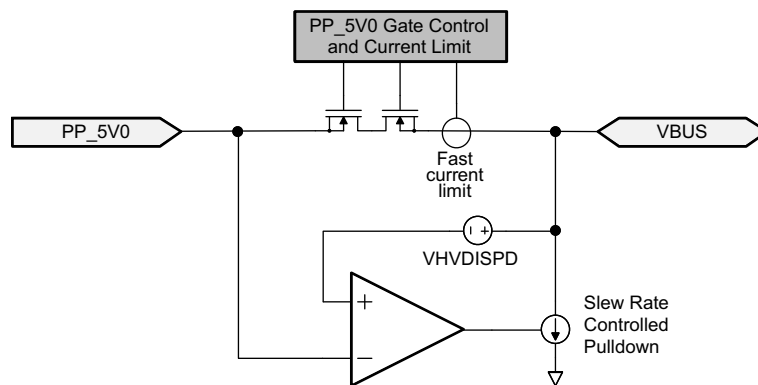 PP_5V0 Gate Control
and Current Limit
PP_5V0
VBUS
Fast
current
limit
VHVDISPD
Slew Rate
Controlled
Pulldown